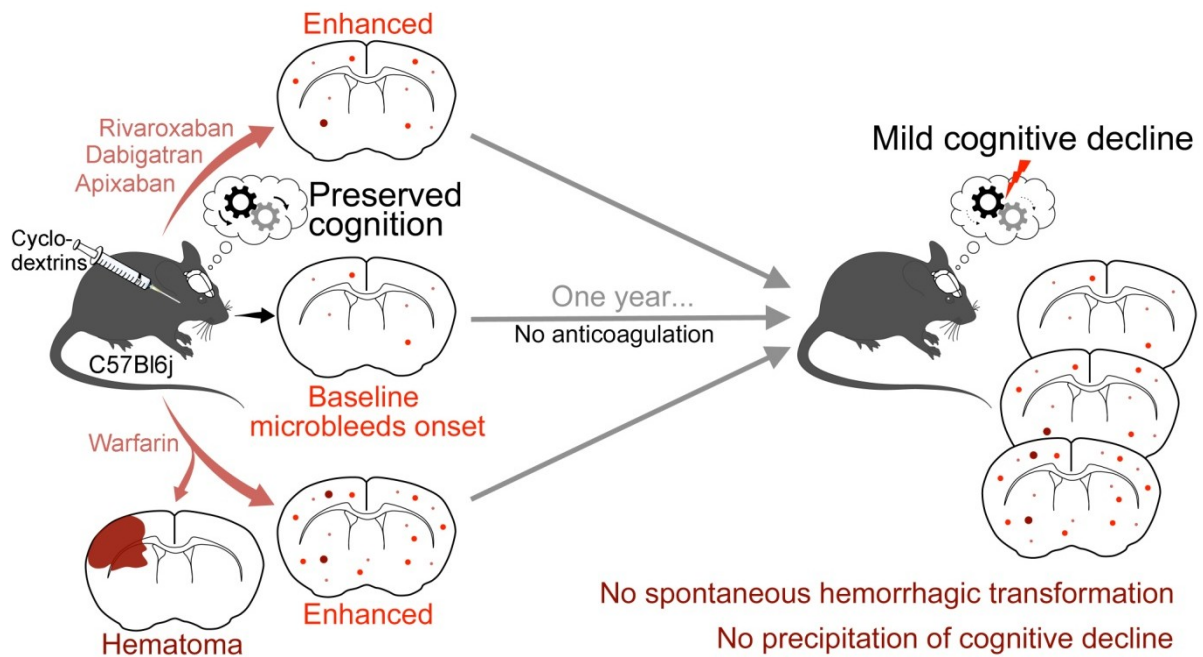 Enhanced
Rivaroxaban
Dabigatran
Apixaban
Preserved
cognition
Cyclo-
dextrins
C57Bl6j
Baseline
microbleeds onset
Warfarin
Hematoma
Enhanced
One year...
No anticoagulation
Mild cognitive decline
No spontaneous hemorrhagic transformation
No precipitation of cognitive decline